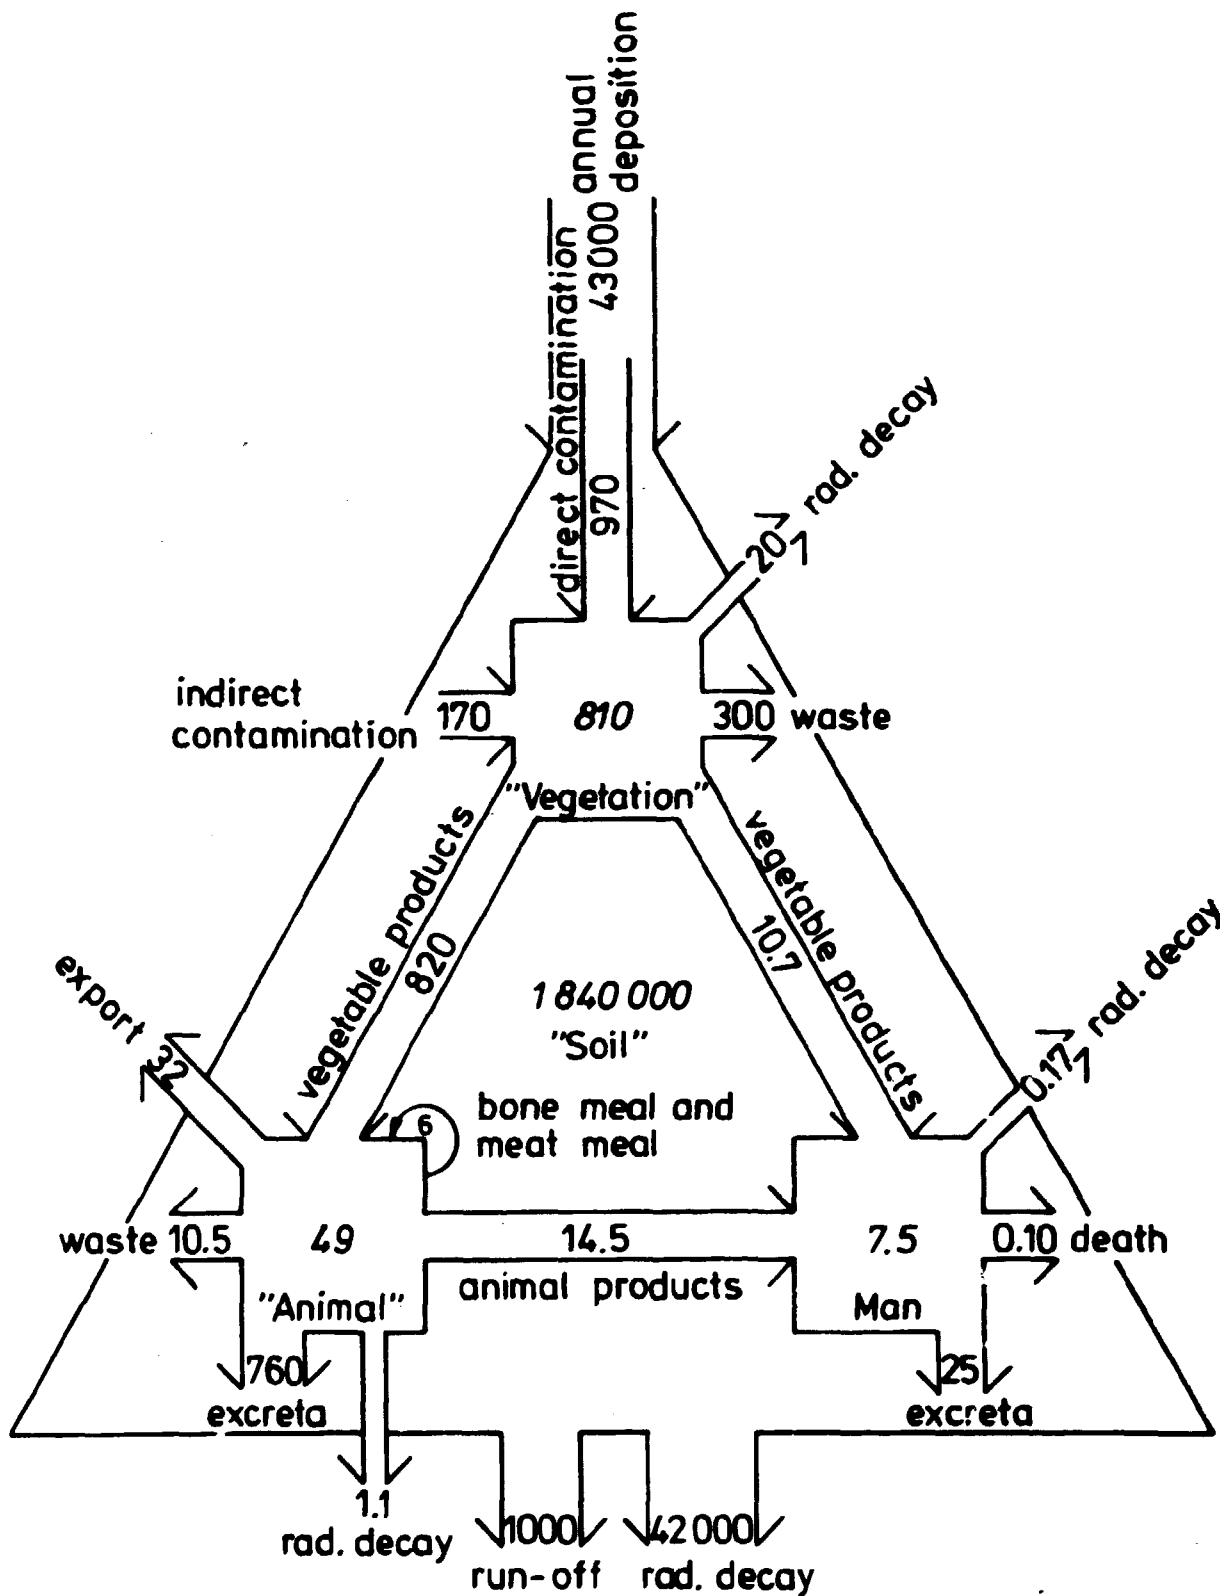 annual
deposition
43000
direct contamination
970
20
rad. decay
indirect
contamination
170
810
300 waste
"Vegetation"
vegetable products
820
vegetable products
10.7
export 32
1 840 000
"Soil"
0.17 rad. decay
6
bone meal and
meat meal
waste 10.5
49
14.5
7.5
0.10 death
animal products
"Animal"
Man
760
excreta
25
excreta
1.1
rad. decay
1000
run-off
42 000
rad. decay